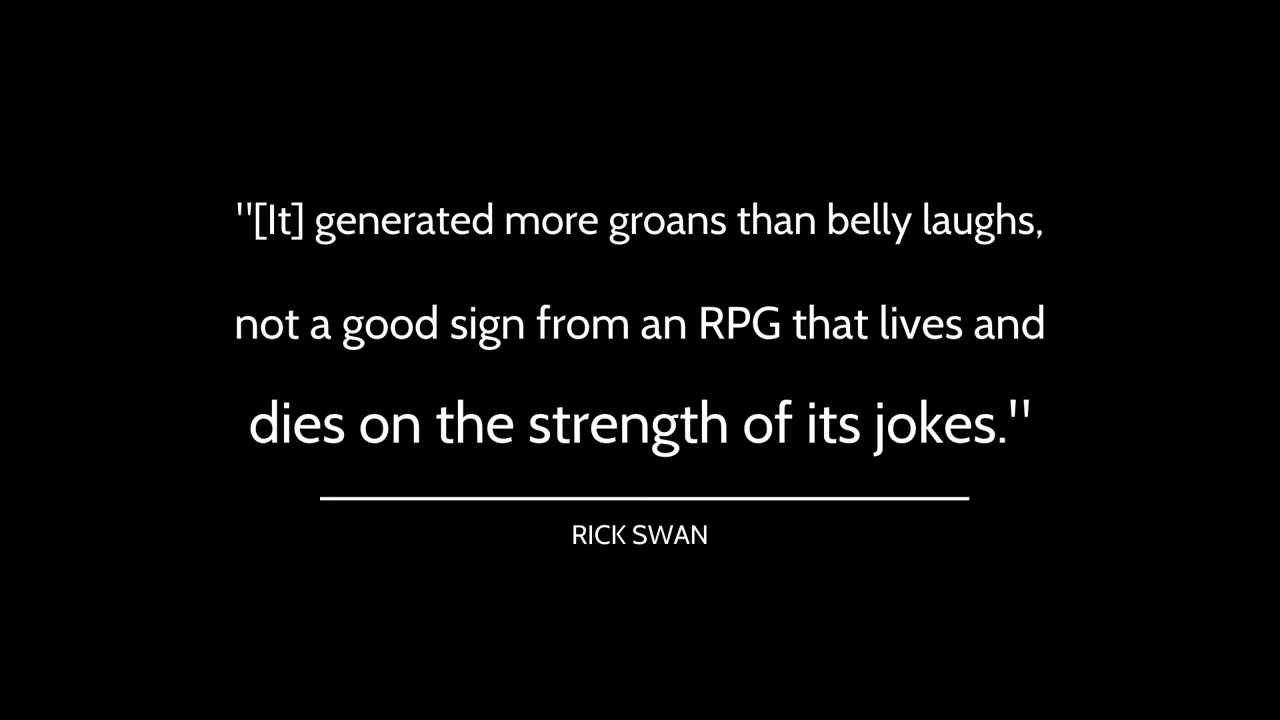 "[It] generated more groans than belly laughs,
not a good sign from an RPG that lives and
dies on the strength of its jokes."
RICK SWAN